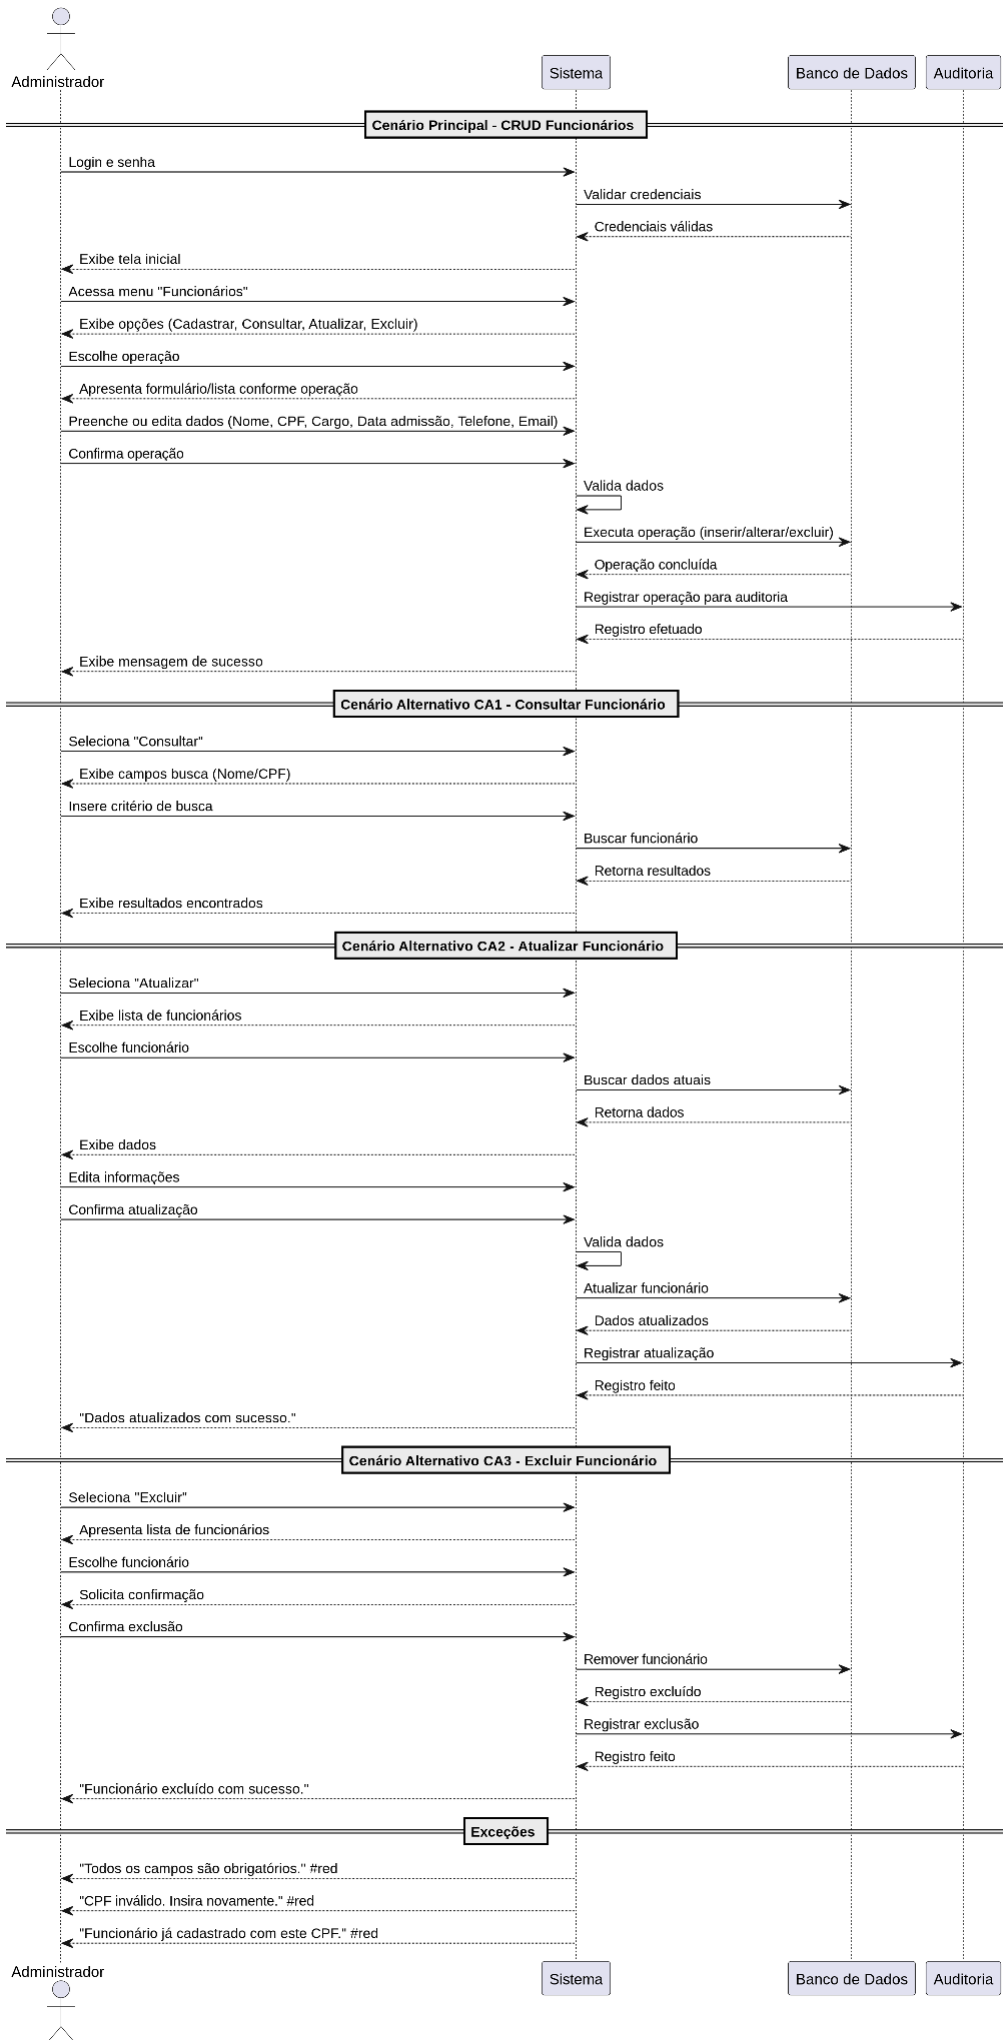 Administrador
Sistema
Banco de Dados
Auditoria
Cenário Principal - CRUD Funcionários
Login e senha
Validar credenciais
Credenciais válidas
Exibe tela inicial
Acessa menu "Funcionários"
Exibe opções (Cadastrar, Consultar, Atualizar, Excluir)
Escolhe operação
Apresenta formulário/lista conforme operação
Preenche ou edita dados (Nome, CPF, Cargo, Data admissão, Telefone, Email)
Confirma operação
Valida dados
Executa operação (inserir/alterar/excluir)
Operação concluída
Registrar operação para auditoria
Registro efetuado
Exibe mensagem de sucesso
Cenário Alternativo CA1 - Consultar Funcionário
Seleciona "Consultar"
Exibe campos busca (Nome/CPF)
Insere critério de busca
Buscar funcionário
Retorna resultados
Exibe resultados encontrados
Cenário Alternativo CA2 - Atualizar Funcionário
Seleciona "Atualizar"
Exibe lista de funcionários
Escolhe funcionário
Buscar dados atuais
Retorna dados
Exibe dados
Edita informações
Confirma atualização
Valida dados
Atualizar funcionário
Dados atualizados
Registrar atualização
Registro feito
"Dados atualizados com sucesso."
Cenário Alternativo CA3 - Excluir Funcionário
Seleciona "Excluir"
Apresenta lista de funcionários
Escolhe funcionário
Solicita confirmação
Confirma exclusão
Remover funcionário
Registro excluído
Registrar exclusão
Registro feito
"Funcionário excluído com sucesso."
Exceções
"Todos os campos são obrigatórios." #red
"CPF inválido. Insira novamente." #red
"Funcionário já cadastrado com este CPF." #red
Administrador
Sistema
Banco de Dados
Auditoria